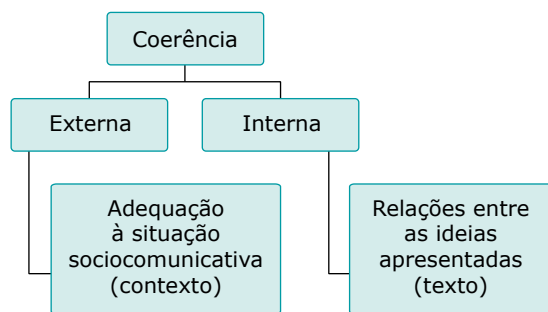 Coerência
Externa
Interna
Adequação
à situação
sociocomunicativa
(contexto)
Relações entre
as ideias
apresentadas
(texto)